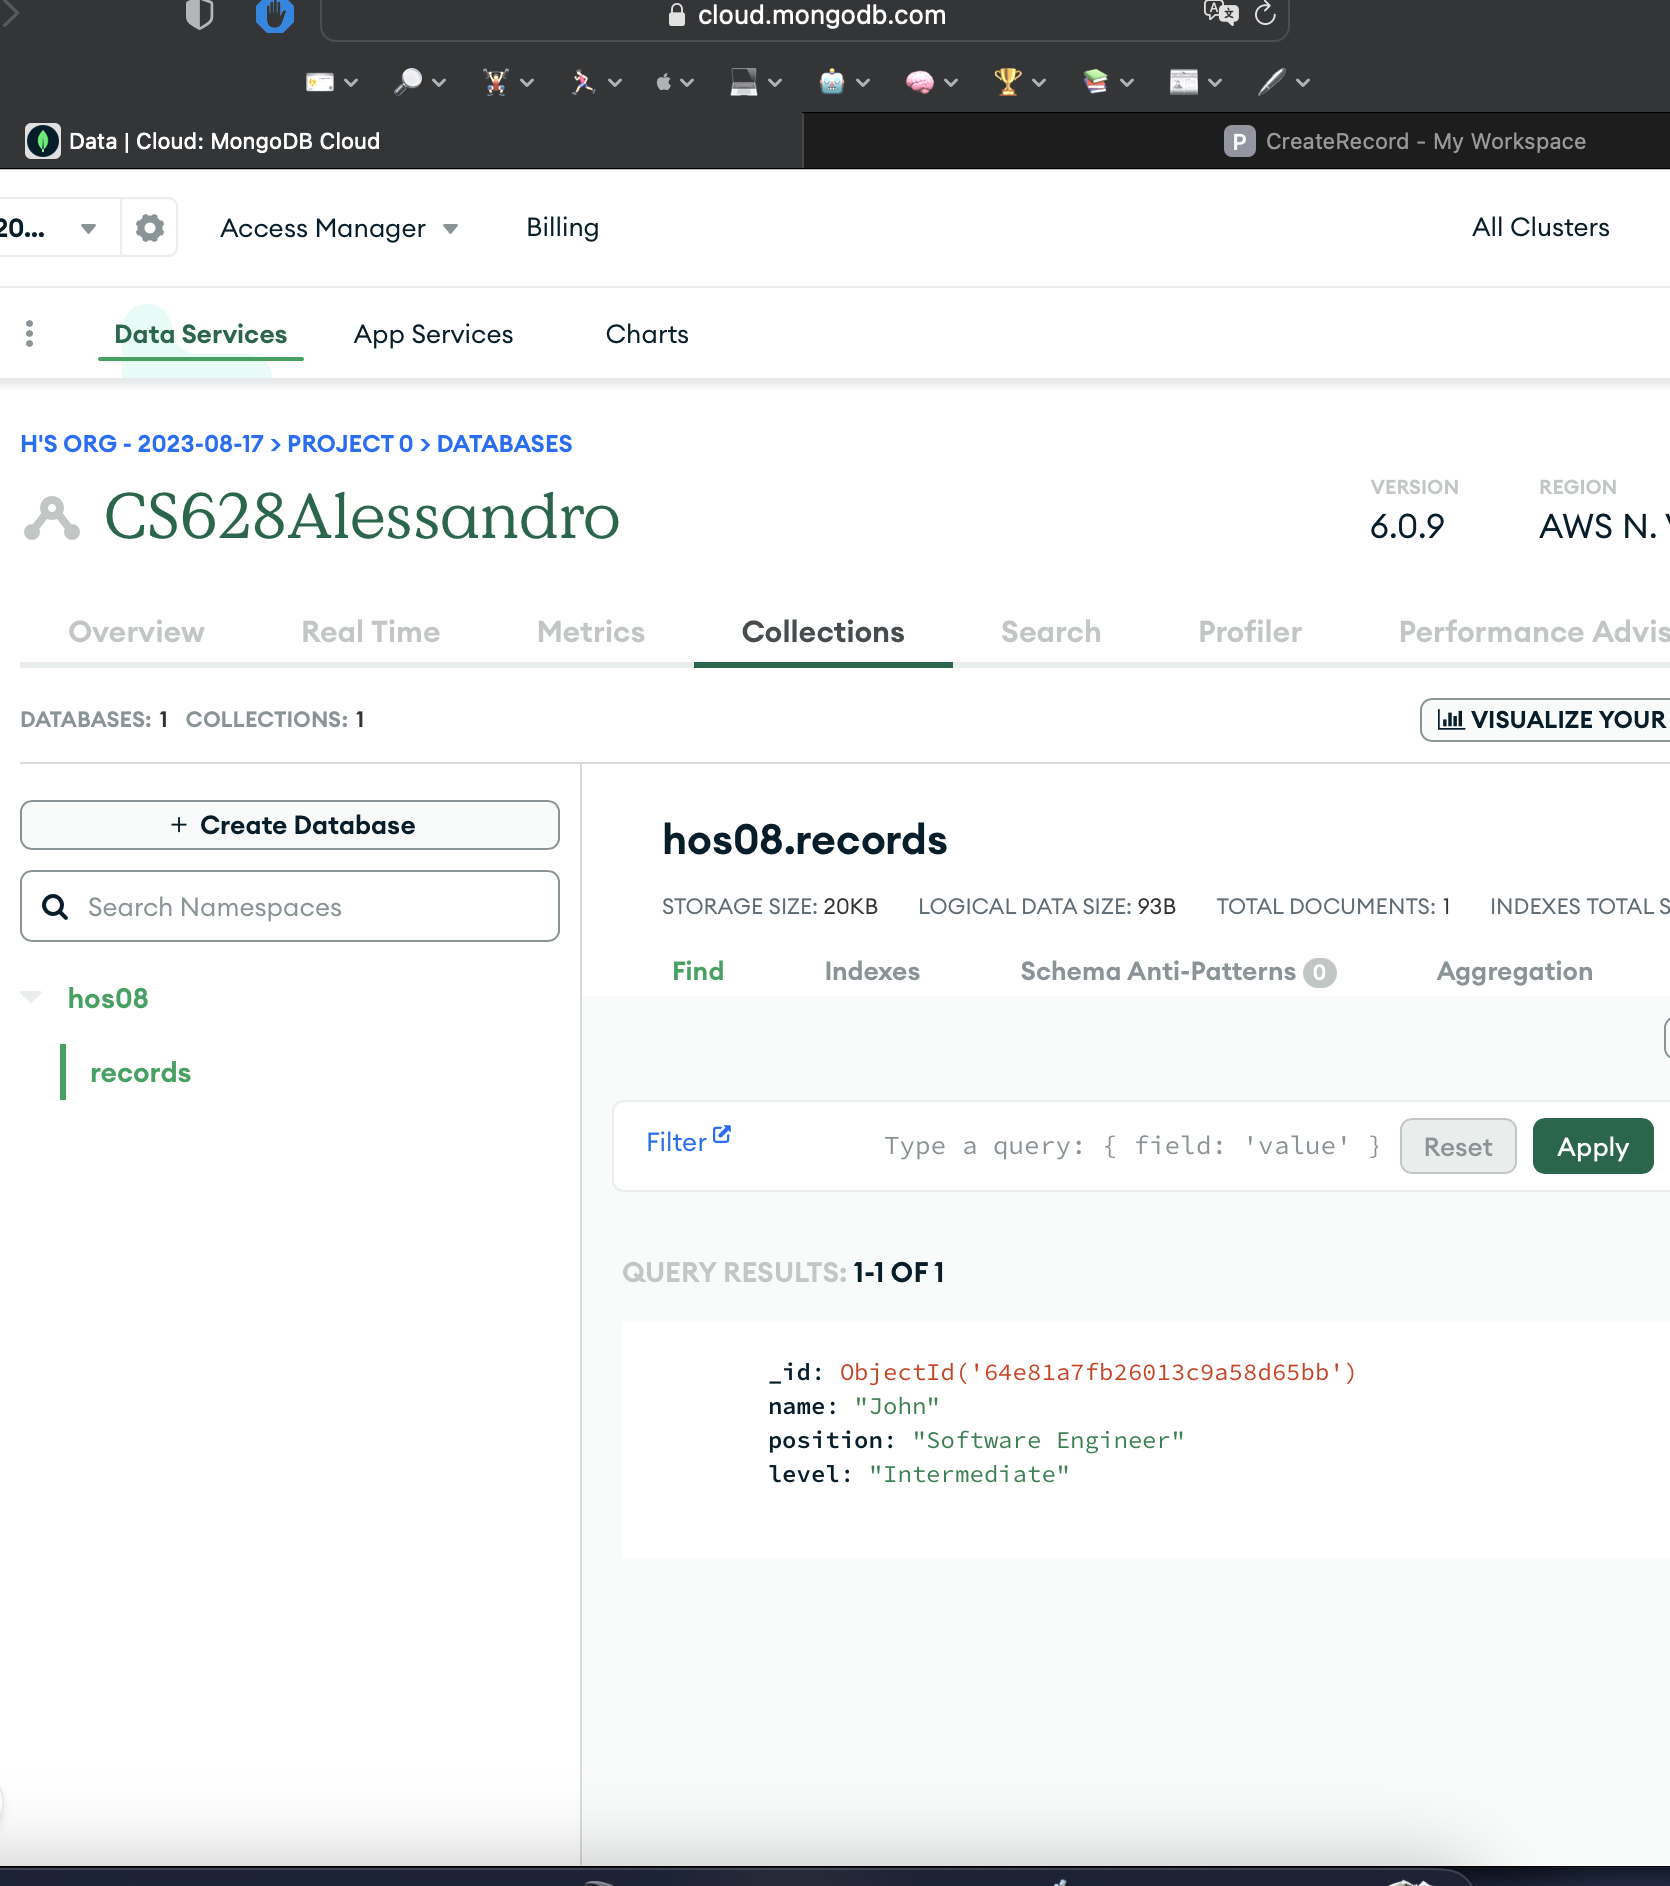 cloud.mongodb.com
Data | Cloud: MongoDB Cloud
P CreateRecord - My Workspace
20...
Access Manager
Billing
All Clusters
Data Services
App Services
Charts
H'S ORG - 2023-08-17 > PROJECT 0 > DATABASES
CS628Alessandro
VERSION
6.0.9
REGION
AWS N.
Overview
Real Time
Metrics
Collections
Search
Profiler
Performance Advis
DATABASES: 1 COLLECTIONS: 1
VISUALIZE YOUR
+ Create Database
Search Namespaces
hos08
records
hos08.records
STORAGE SIZE: 20KB LOGICAL DATA SIZE: 93B TOTAL DOCUMENTS: 1 INDEXES TOTAL S
Find
Indexes
Schema Anti-Patterns 0
Aggregation
Filter
Type a query: { field: 'value' }
Reset
Apply
QUERY RESULTS: 1-1 OF 1
_id: ObjectId('64e81a7fb26013c9a58d65bb')
name: "John"
position: "Software Engineer"
level: "Intermediate"